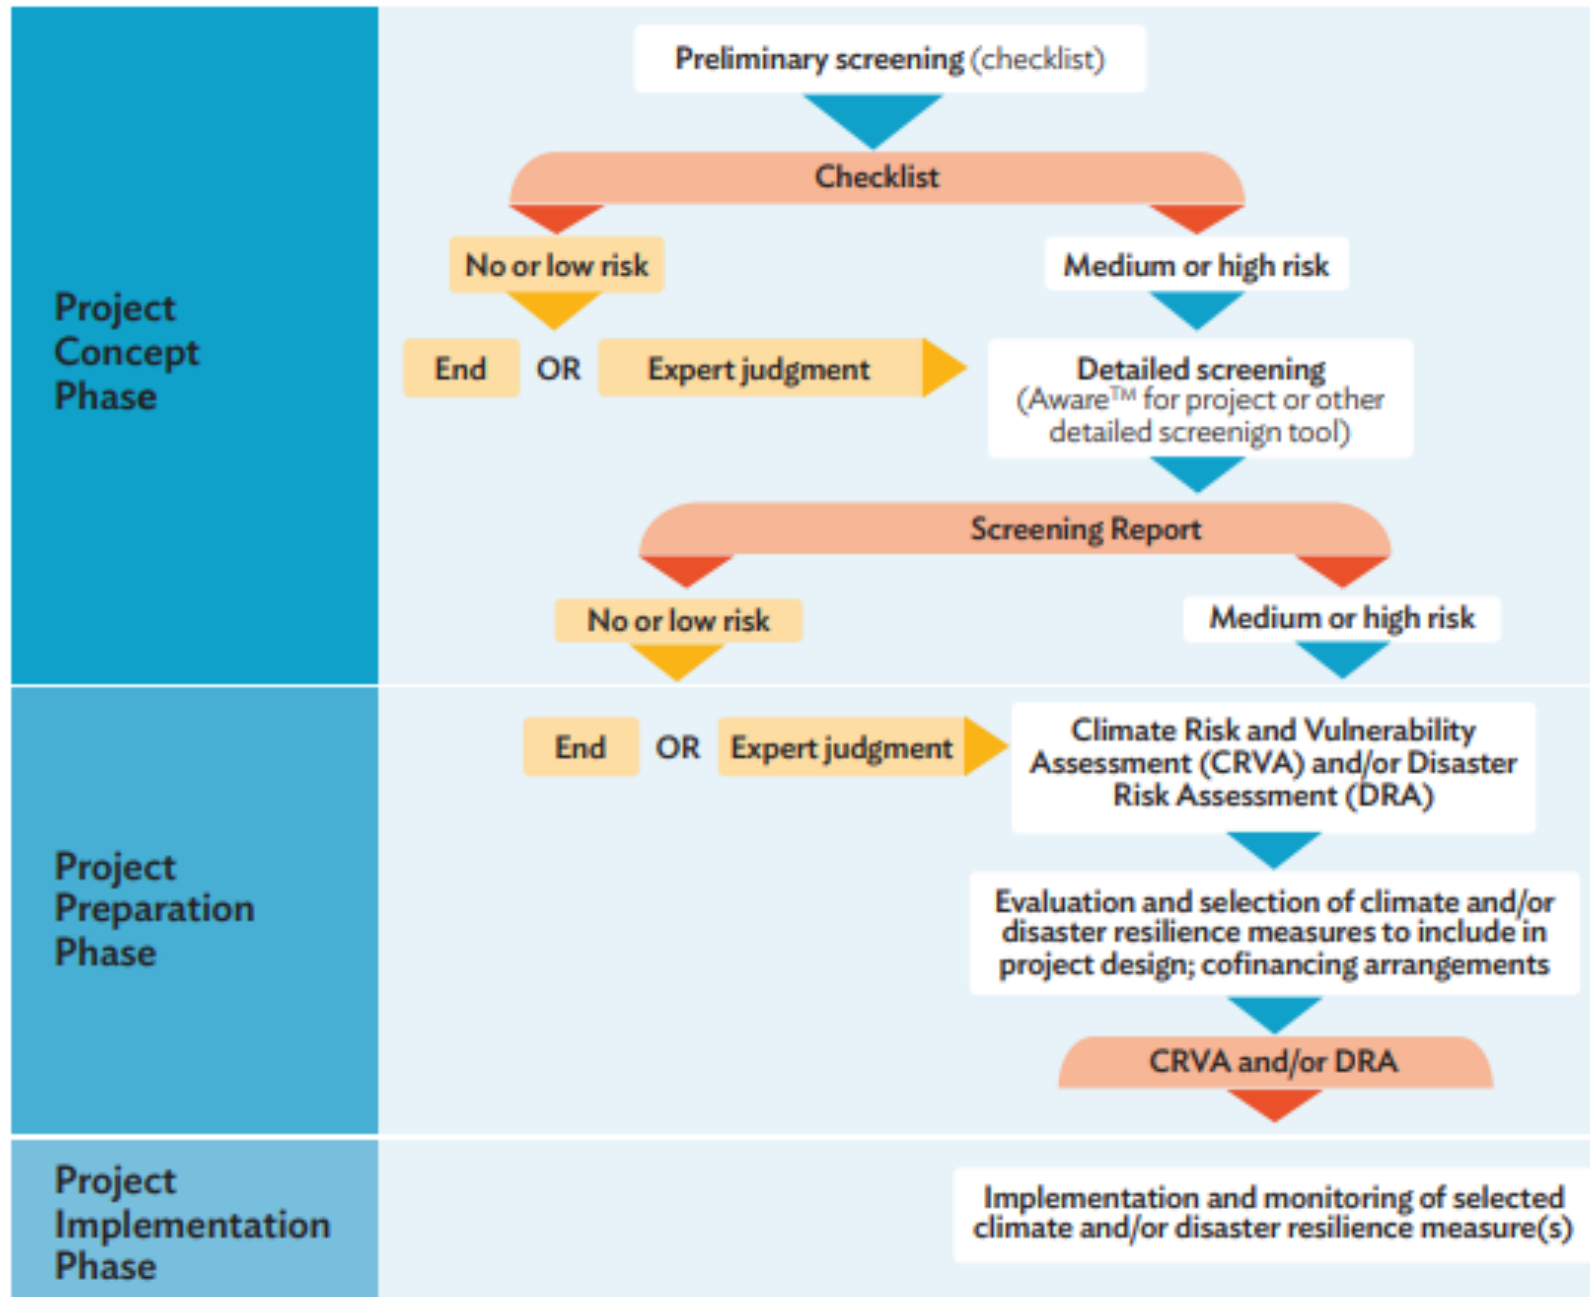 Preliminary screening (checklist)
Checklist
No or low risk
Medium or high risk
Project
Concept
Phase
End OR Expert judgment
Detailed screening
(Aware™ for project or other
detailed screenign tool)
Screening Report
No or low risk
Medium or high risk
Project
Preparation
Phase
End OR Expert judgment
Climate Risk and Vulnerability
Assessment (CRVA) and/or Disaster
Risk Assessment (DRA)
Evaluation and selection of climate and/or
disaster resilience measures to include in
project design; cofinancing arrangements
CRVA and/or DRA
Project
Implementation
Phase
Implementation and monitoring of selected
climate and/or disaster resilience measure(s)